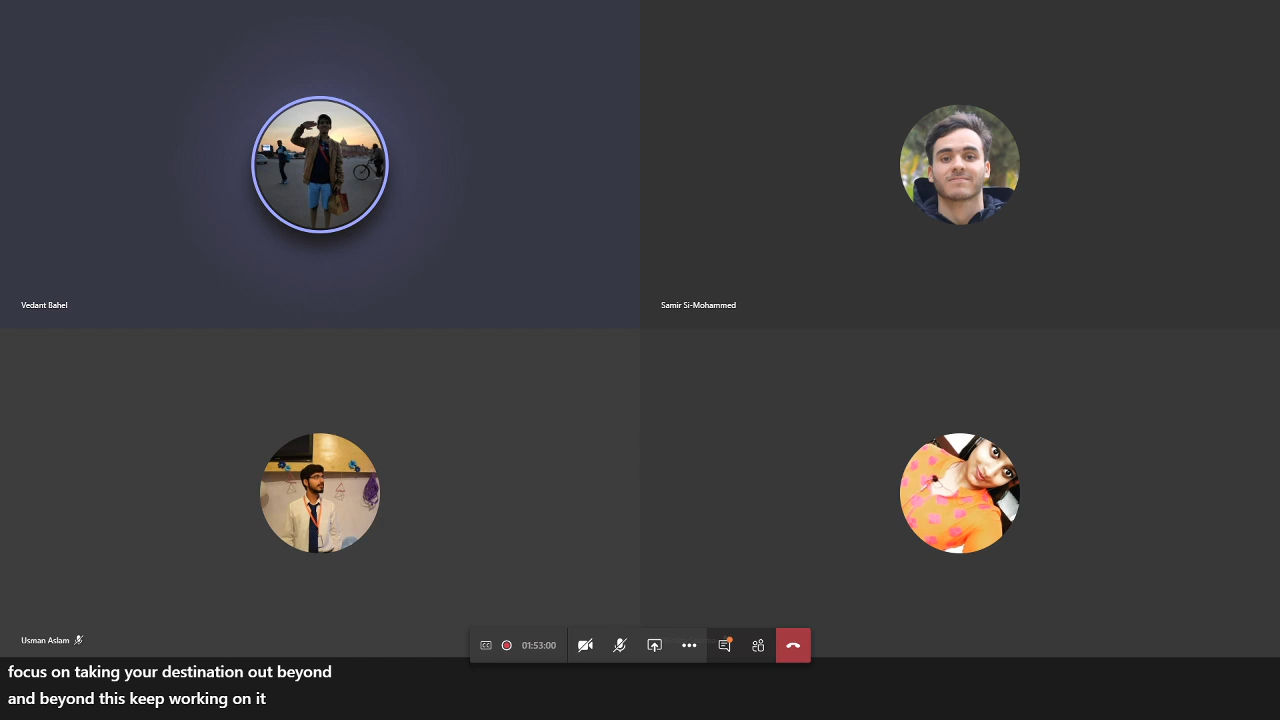 Vedant Bahel
Samir Si-Mohammed
Usman Aslam
CC
01:53:00
focus on taking your destination out beyond
and beyond this keep working on it